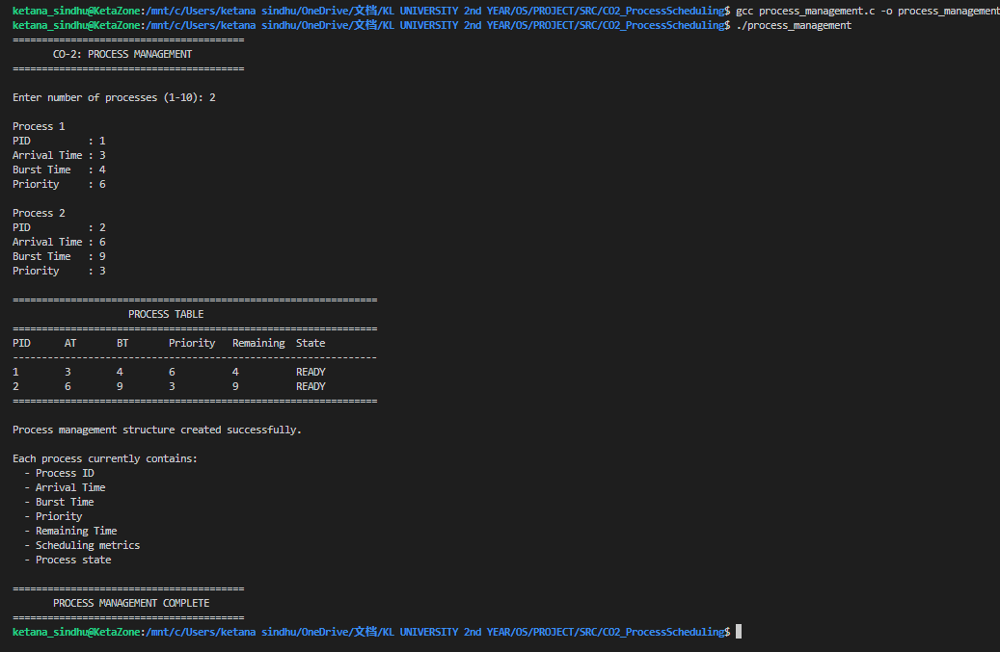 ketana_sindhu@KetaZone:/mnt/c/Users/ketana sindhu/OneDrive/文档/KL UNIVERSITY 2nd YEAR/OS/PROJECT/SRC/CO2_ProcessScheduling$ gcc process_management.c -o process_management
ketana_sindhu@KetaZone:/mnt/c/Users/ketana sindhu/OneDrive/文档/KL UNIVERSITY 2nd YEAR/OS/PROJECT/SRC/CO2_ProcessScheduling$ ./process_management
========================================
       CO-2: PROCESS MANAGEMENT
========================================

Enter number of processes (1-10): 2

Process 1
PID          : 1
Arrival Time : 3
Burst Time   : 4
Priority     : 6

Process 2
PID          : 2
Arrival Time : 6
Burst Time   : 9
Priority     : 3

===============================================================
                    PROCESS TABLE
===============================================================
PID      AT       BT       Priority   Remaining  State
---------------------------------------------------------------
1        3        4        6          4          READY
2        6        9        3          9          READY
===============================================================

Process management structure created successfully.

Each process currently contains:
  - Process ID
  - Arrival Time
  - Burst Time
  - Priority
  - Remaining Time
  - Scheduling metrics
  - Process state

========================================
       PROCESS MANAGEMENT COMPLETE
========================================
ketana_sindhu@KetaZone:/mnt/c/Users/ketana sindhu/OneDrive/文档/KL UNIVERSITY 2nd YEAR/OS/PROJECT/SRC/CO2_ProcessScheduling$